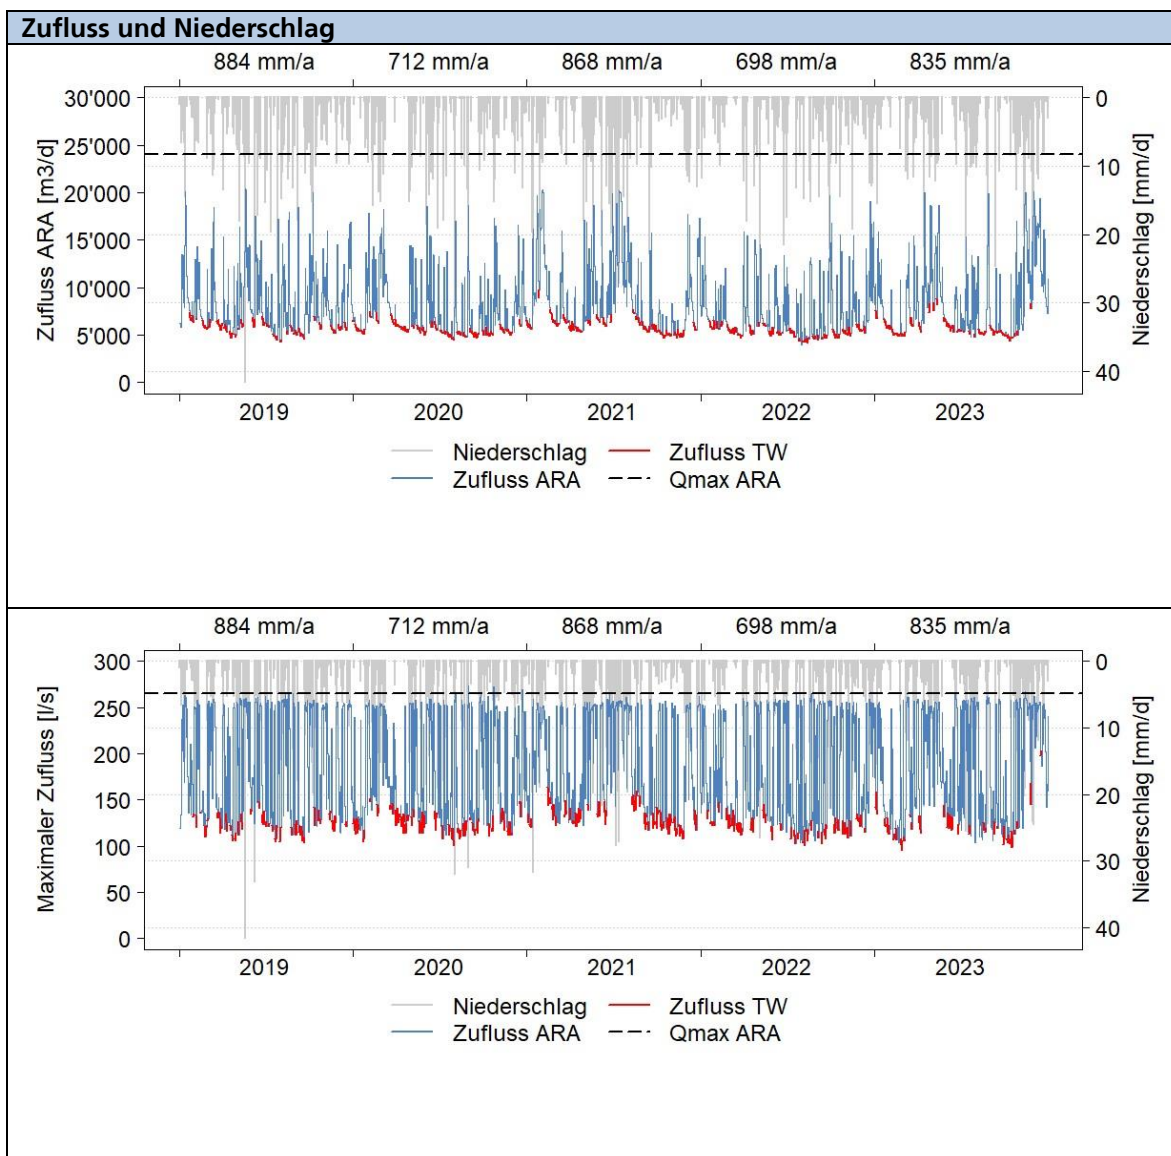 Zufluss und Niederschlag
884 mm/a 712 mm/a 868 mm/a 698 mm/a 835 mm/a
Zufluss ARA [m3/d]
30'000
25'000
20'000
15'000
10'000
5'000
0
0
10
20
30
40
Niederschlag [mm/d]
2019 2020 2021 2022 2023
Niederschlag Zufluss TW
Zufluss ARA Qmax ARA
884 mm/a 712 mm/a 868 mm/a 698 mm/a 835 mm/a
Maximaler Zufluss [l/s]
300
250
200
150
100
50
0
0
10
20
30
40
Niederschlag [mm/d]
2019 2020 2021 2022 2023
Niederschlag Zufluss TW
Zufluss ARA Qmax ARA